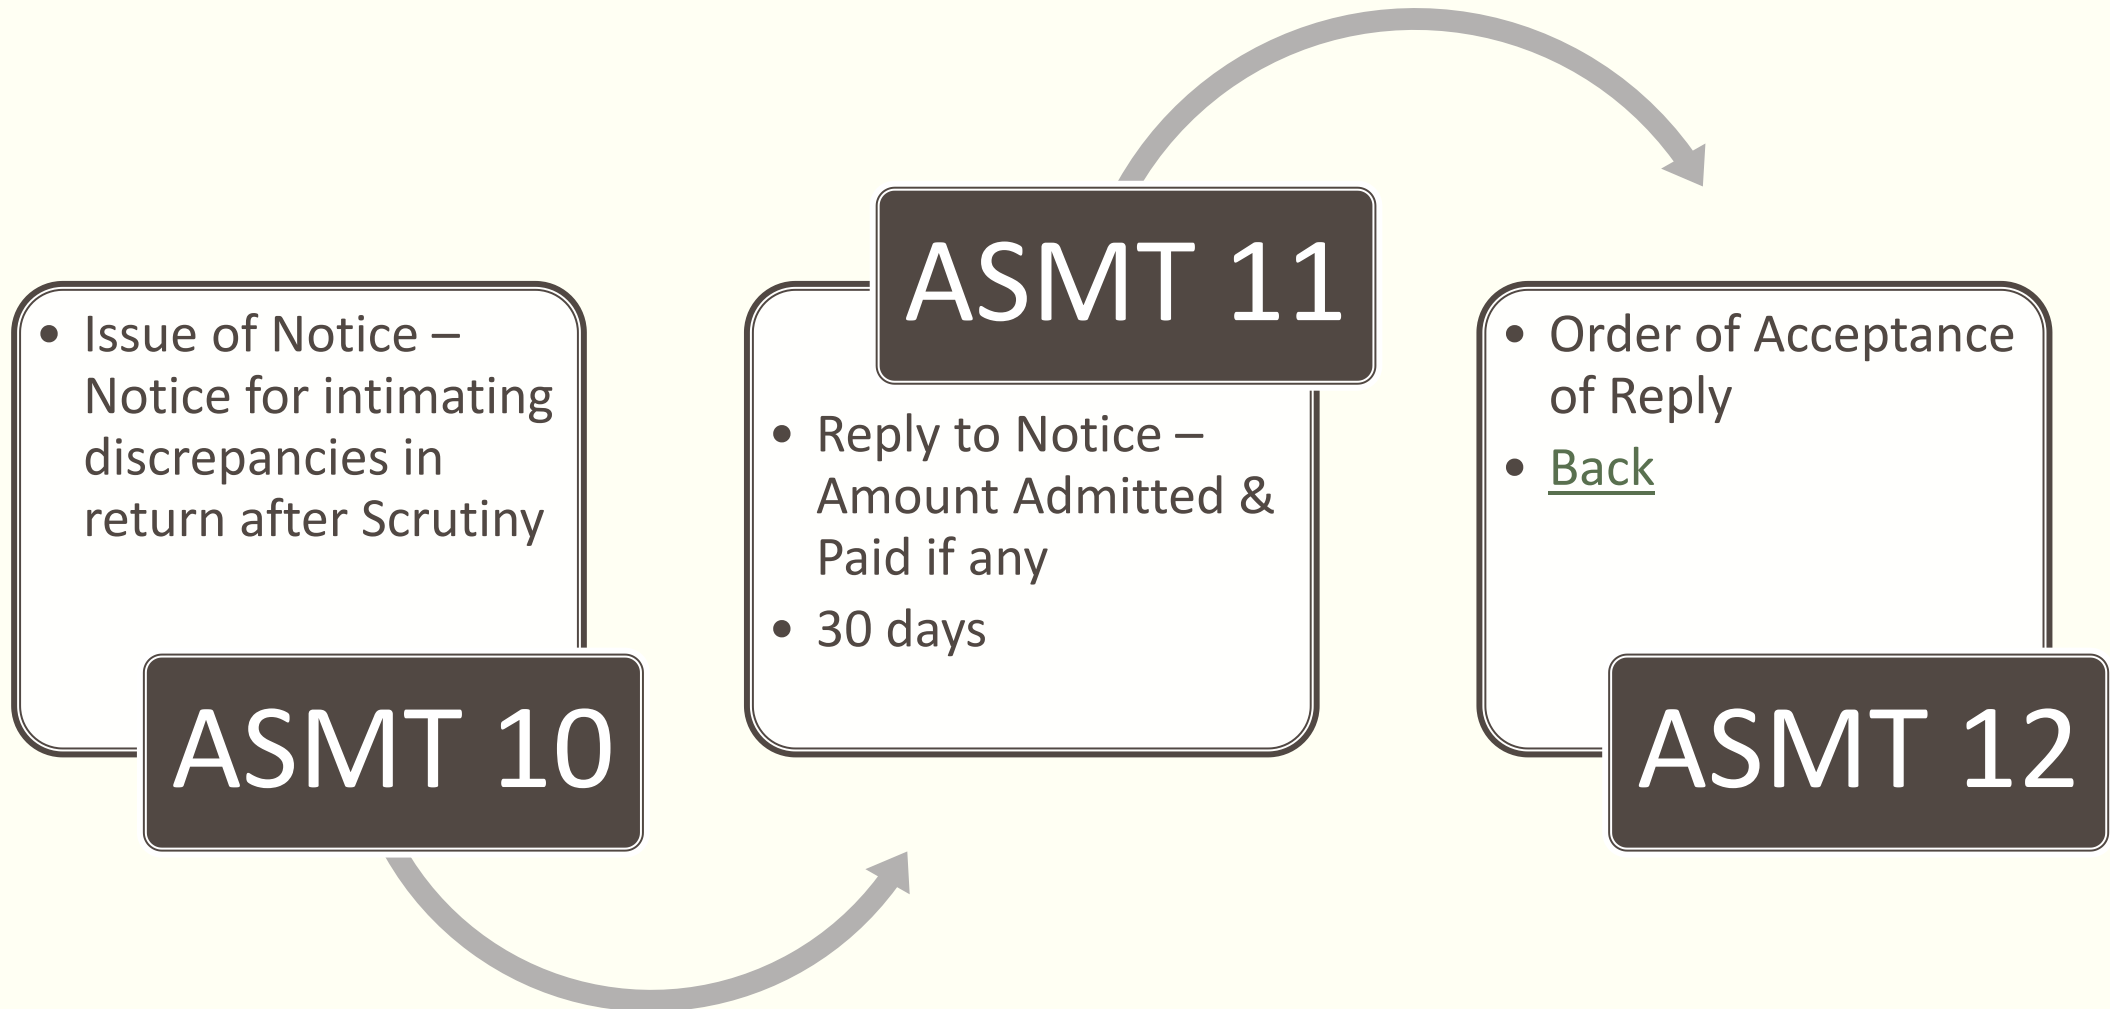 • Issue of Notice –
Notice for intimating
discrepancies in
return after Scrutiny
ASMT 10
ASMT 11
• Reply to Notice –
Amount Admitted &
Paid if any
• 30 days
• Order of Acceptance
of Reply
• Back
ASMT 12